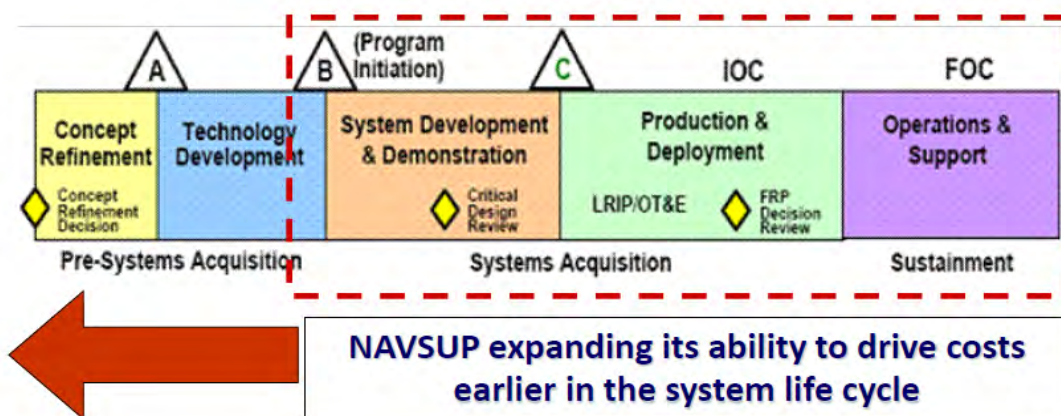 A
B
(Program
Initiation)
C
IOC
FOC
Concept
Refinement
Technology
Development
System Development
& Demonstration
Production &
Deployment
Operations &
Support
Concept
Refinement
Decision
Critical
Design
Review
LRIP/OT&E
FRP
Decision
Review
Pre-Systems Acquisition
Systems Acquisition
Sustainment
NAVSUP expanding its ability to drive costs
earlier in the system life cycle